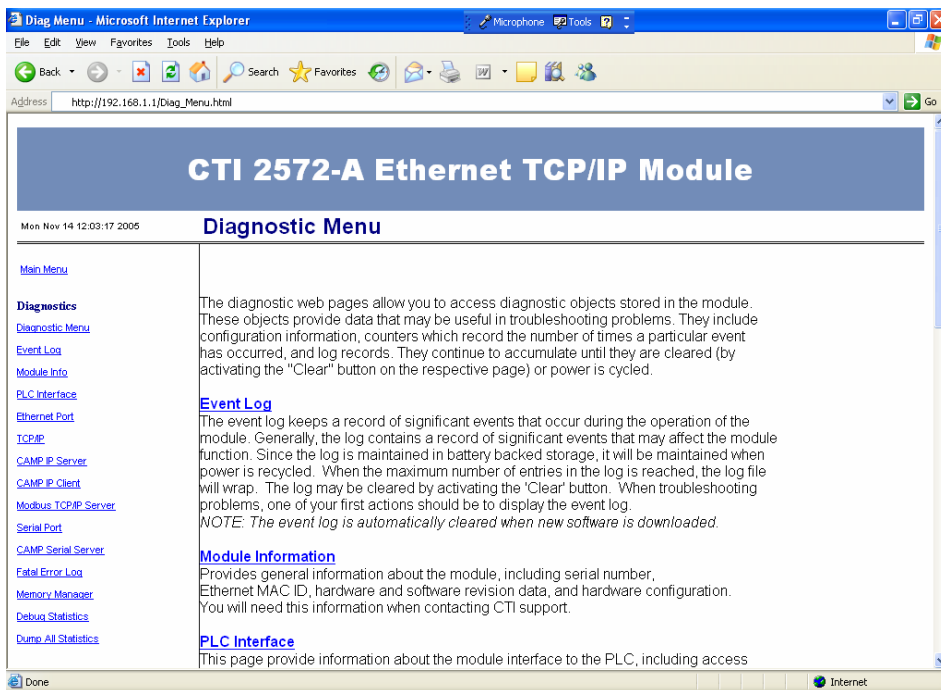 Diag Menu - Microsoft Internet Explorer
Microphone Tools
File Edit View Favorites Tools Help
Back Search Favorites
Address http://192.168.1.1/Diag_Menu.html Go
CTI 2572-A Ethernet TCP/IP Module
Mon Nov 14 12:03:17 2005
Diagnostic Menu
Main Menu
Diagnostics
Diagnostic Menu
Event Log
Module Info
PLC Interface
Ethernet Port
TCP/IP
CAMP IP Server
CAMP IP Client
Modbus TCP/IP Server
Serial Port
CAMP Serial Server
Fatal Error Log
Memory Manager
Debug Statistics
Dump All Statistics
The diagnostic web pages allow you to access diagnostic objects stored in the module.
These objects provide data that may be useful in troubleshooting problems. They include
configuration information, counters which record the number of times a particular event
has occurred, and log records. They continue to accumulate until they are cleared (by
activating the "Clear" button on the respective page) or power is cycled.
Event Log
The event log keeps a record of significant events that occur during the operation of the
module. Generally, the log contains a record of significant events that may affect the module
function. Since the log is maintained in battery backed storage, it will be maintained when
power is recycled. When the maximum number of entries in the log is reached, the log file
will wrap. The log may be cleared by activating the 'Clear' button. When troubleshooting
problems, one of your first actions should be to display the event log.
NOTE: The event log is automatically cleared when new software is downloaded.
Module Information
Provides general information about the module, including serial number,
Ethernet MAC ID, hardware and software revision data, and hardware configuration.
You will need this information when contacting CTI support.
PLC Interface
This page provide information about the module interface to the PLC, including access
Done Internet